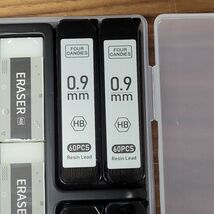 FOUR
CANDIES
0.9
mm
HB
60PCS
Resin Lead
FOUR
CANDIES
0.9
mm
HB
60PCS
Resin Lead
ERASER
ERASER